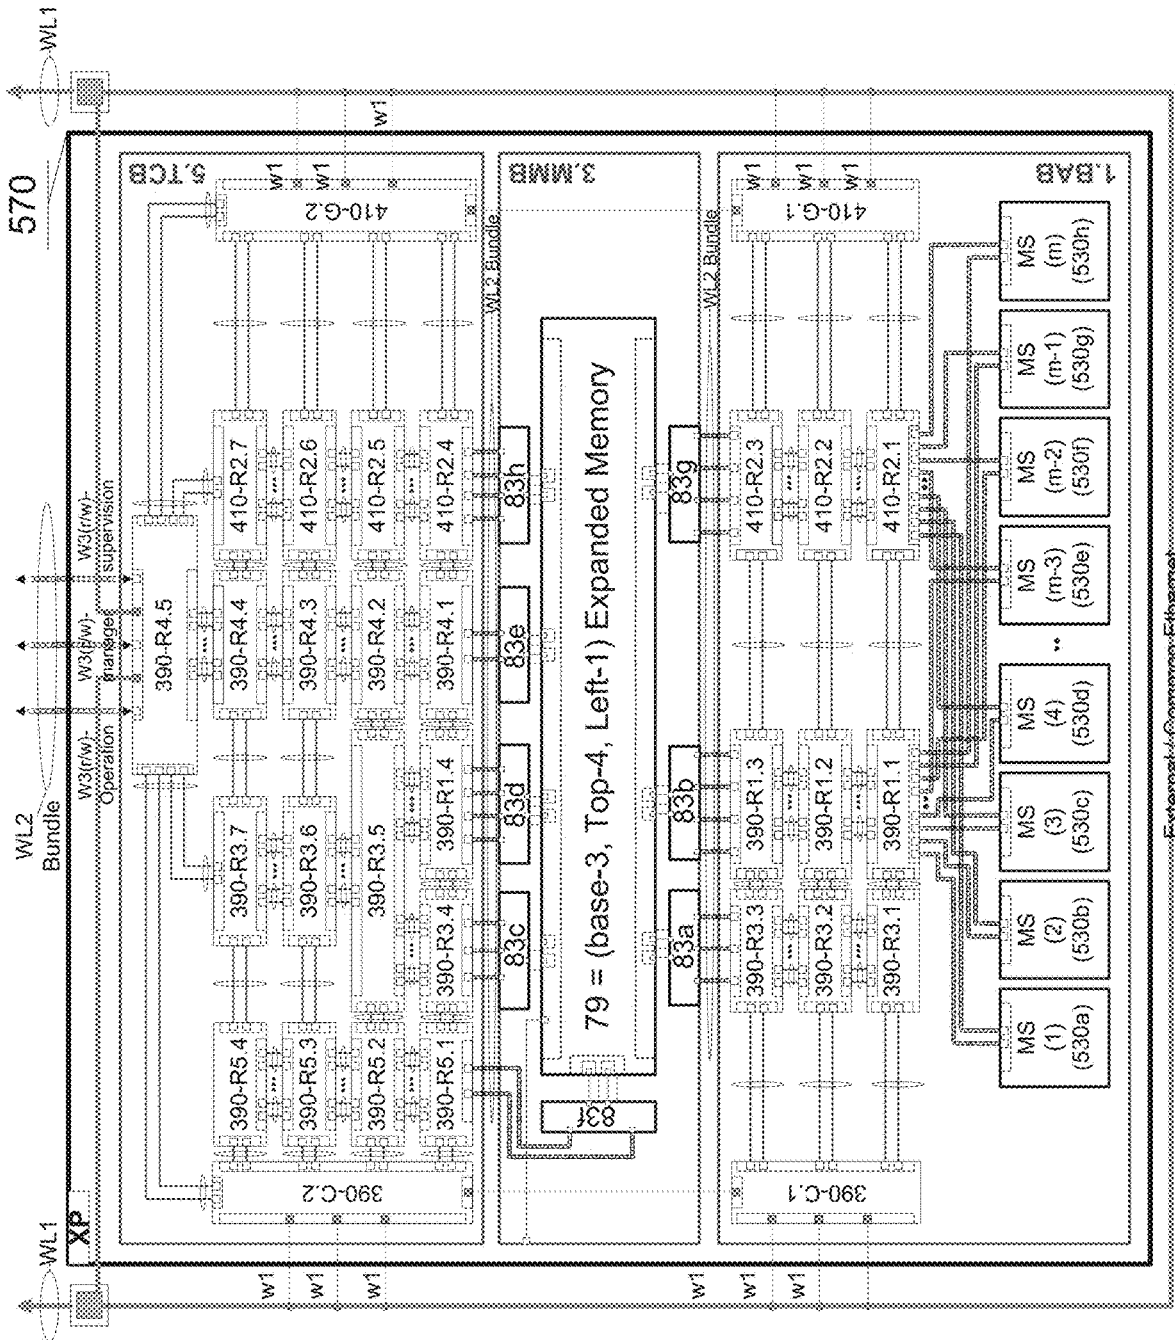 570
WL1
WL1
XP
WL2
Bundle
W3(r/w)-
Operation
W3(r/w)-
manager
W3(r/w)-
supervision
5.TCB
390-R4.5
390-R5.4
390-R3.7
390-R4.4
410-R2.7
390-R5.3
390-R3.6
390-R4.3
410-R2.6
390-R5.2
390-R3.5
390-R4.2
410-R2.5
390-R5.1
390-R3.4
390-R1.4
390-R4.1
410-R2.4
390-C.2
410-G.2
w1
w1
w1
w1
w1
w1
WL2 Bundle
3.MMB
83c
83d
83e
83h
83f
79 = (base-3, Top-4, Left-1) Expanded Memory
83a
83b
83g
WL2 Bundle
1.BAB
390-C.1
410-G.1
w1
w1
w1
w1
w1
w1
390-R3.3
390-R1.3
410-R2.3
390-R3.2
390-R1.2
410-R2.2
390-R3.1
390-R1.1
410-R2.1
MS
(1)
(530a)
MS
(2)
(530b)
MS
(3)
(530c)
MS
(4)
(530d)
MS
(m-3)
(530e)
MS
(m-2)
(530f)
MS
(m-1)
(530g)
MS
(m)
(530h)